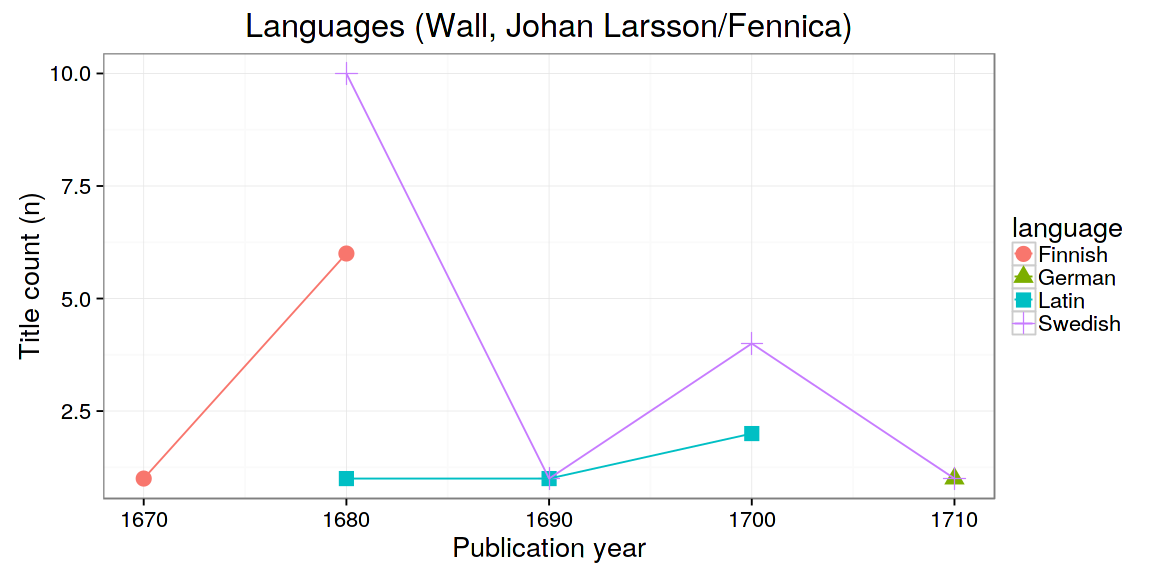 Languages (Wall, Johan Larsson/Fennica)
10.0
7.5
5.0
2.5
Title count (n)
1670 1680 1690 1700 1710
Publication year
language
Finnish
German
Latin
Swedish